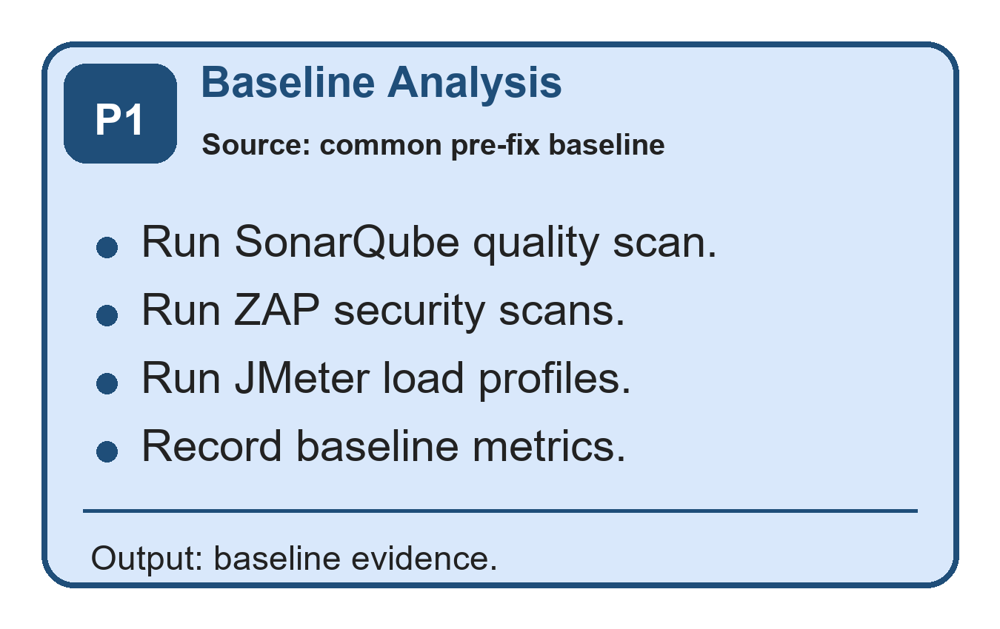 P1
Baseline Analysis
Source: common pre-fix baseline
Run SonarQube quality scan.
Run ZAP security scans.
Run JMeter load profiles.
Record baseline metrics.
Output: baseline evidence.